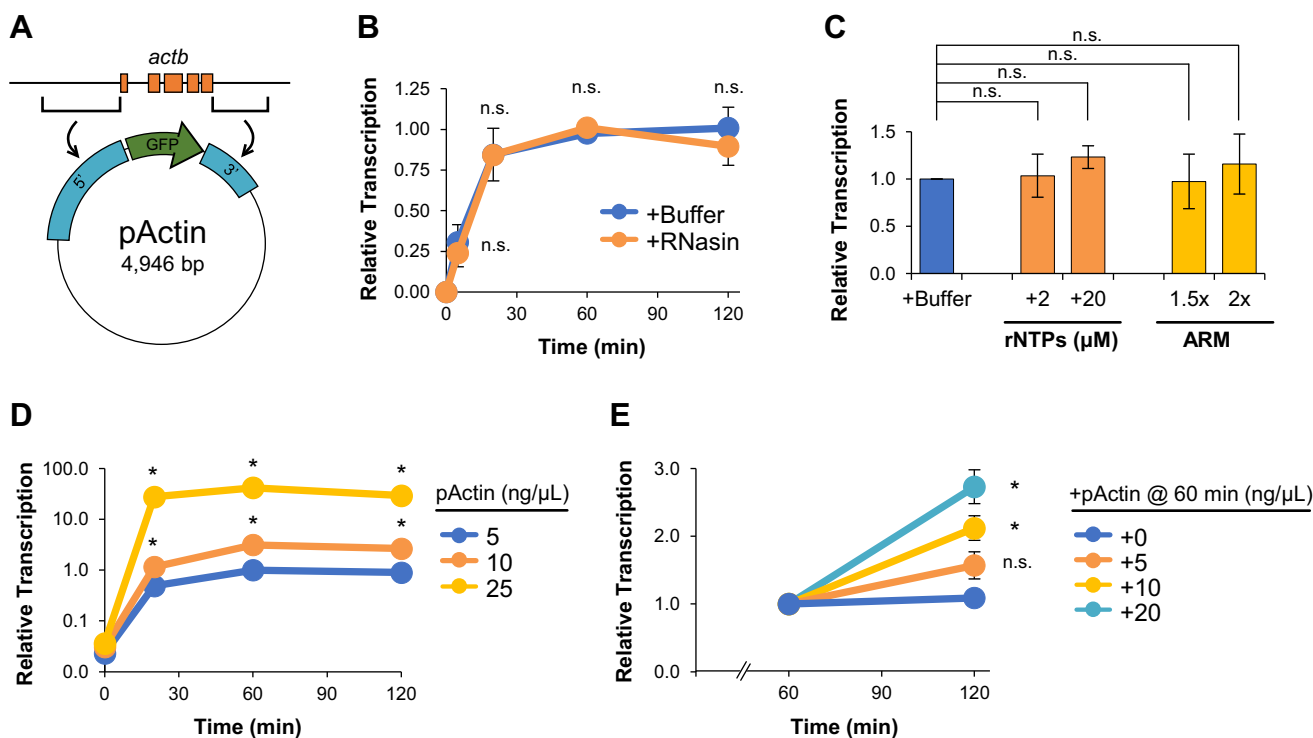 A
actb
GFP
5'
3'
pActin
4,946 bp
B
Relative Transcription
1.25
1.00
0.75
0.50
0.25
0.00
n.s.
n.s.
n.s.
n.s.
+Buffer
+RNasin
0 30 60 90 120
Time (min)
C
n.s.
n.s.
n.s.
n.s.
Relative Transcription
1.5
1.0
0.5
0.0
+Buffer +2 +20 1.5x 2x
rNTPs (µM) ARM
D
Relative Transcription
100.0
10.0
1.0
0.1
0.0
* * *
* * *
0 30 60 90 120
Time (min)
pActin (ng/µL)
5
10
25
E
Relative Transcription
3.0
2.0
1.0
0.0
*
*
n.s.
60 90 120
Time (min)
+pActin @ 60 min (ng/µL)
+0
+5
+10
+20